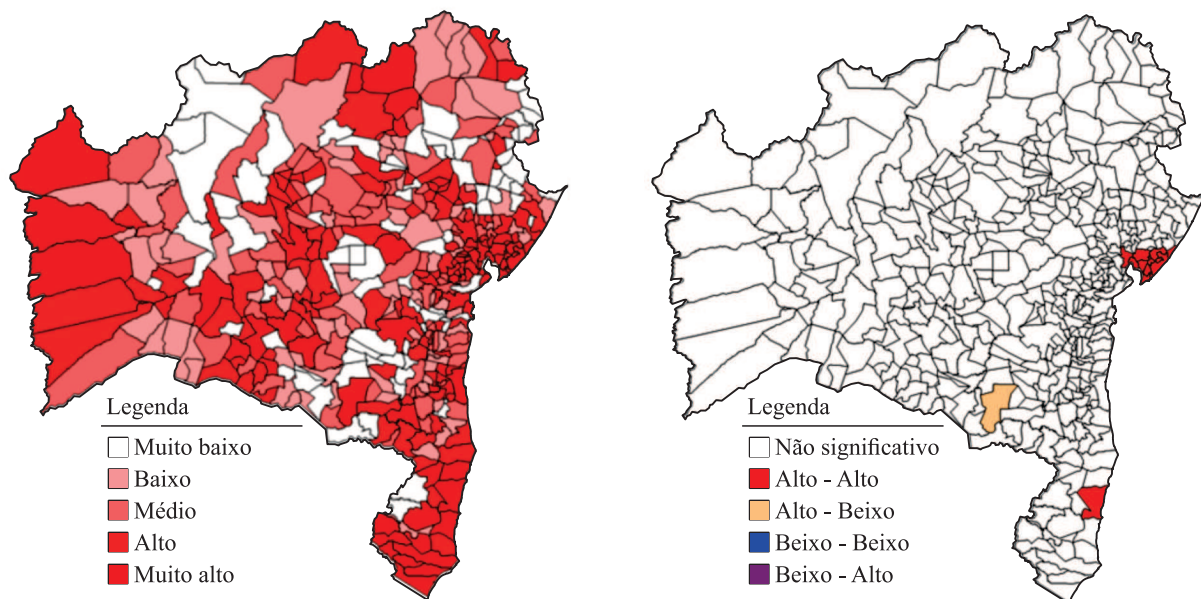 Legenda
Muito baixo
Baixo
Médio
Alto
Muito alto
Legenda
Não significativo
Alto - Alto
Alto - Beixo
Beixo - Beixo
Beixo - Alto